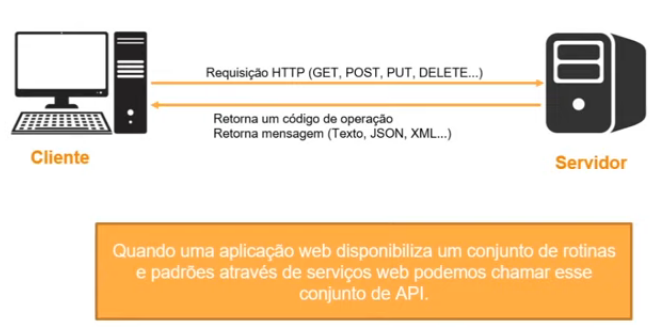 Requisição HTTP (GET, POST, PUT, DELETE...)
Retorna um código de operação
Retorna mensagem (Texto, JSON, XML...)
Cliente
Servidor
Quando uma aplicação web disponibiliza um conjunto de rotinas
e padrões através de serviços web podemos chamar esse
conjunto de API.